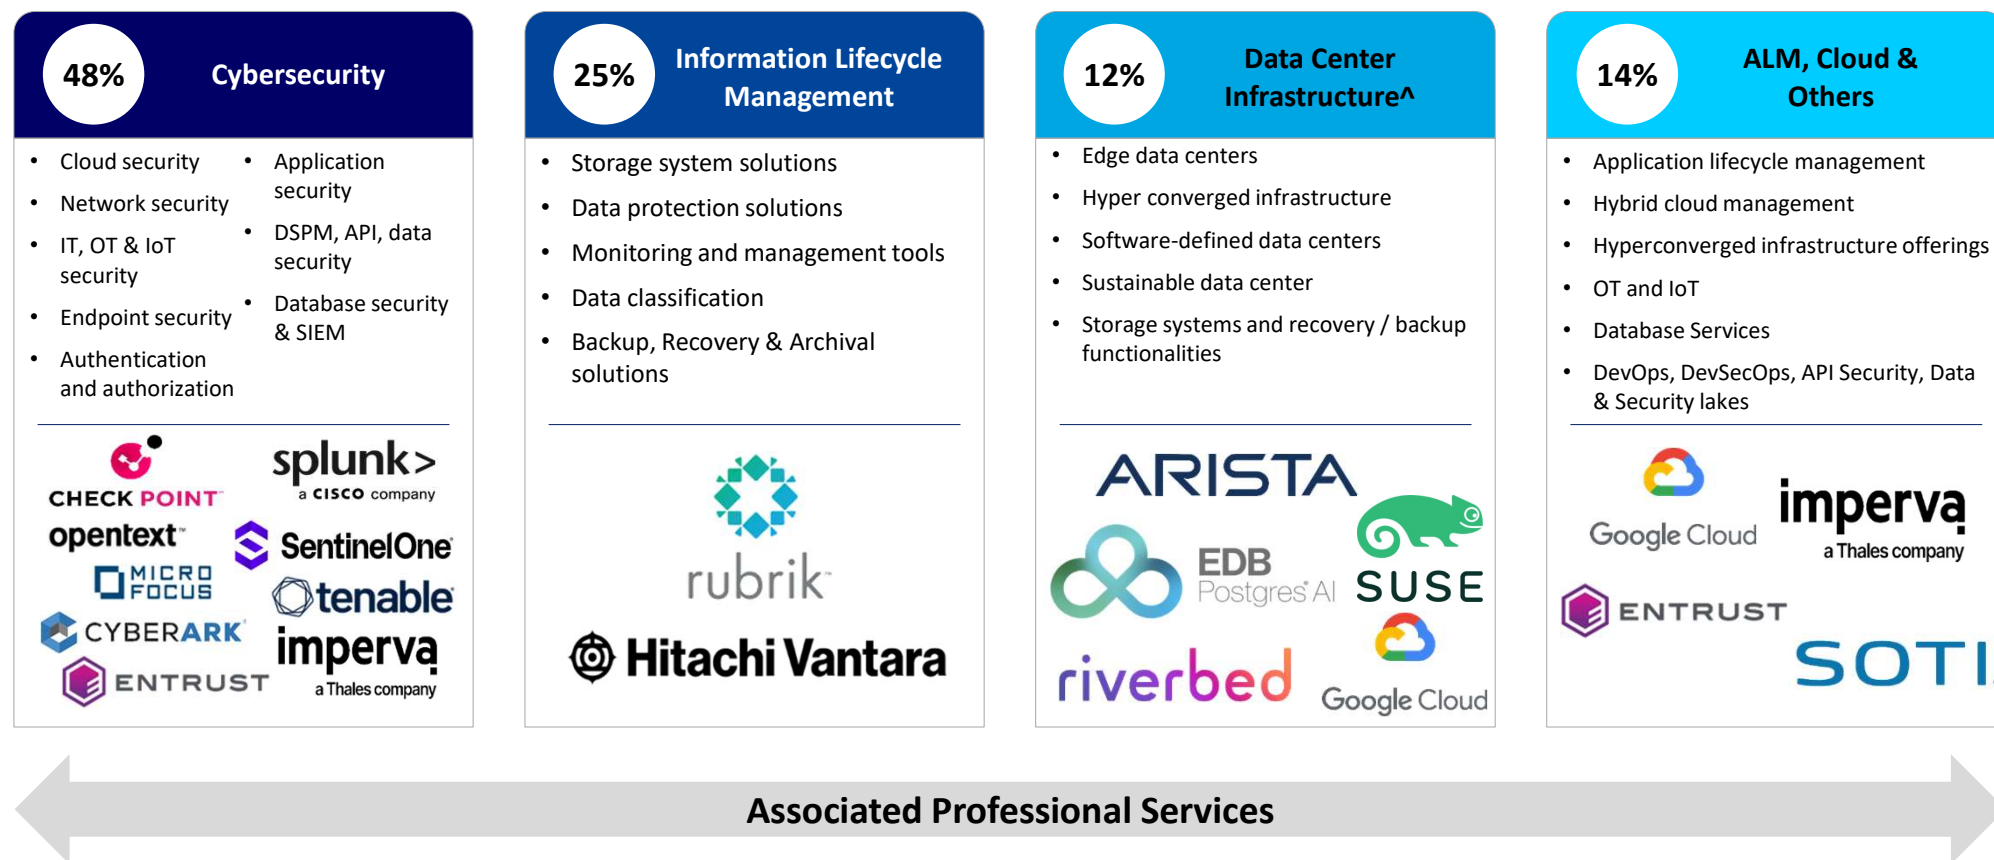 48%
Cybersecurity
• Cloud security
• Network security
• IT, OT & IoT
security
• Endpoint security
• Authentication
and authorization
• Application
security
• DSPM, API, data
security
• Database security
& SIEM
CHECK POINT™
splunk>
a CISCO company
opentext™
SentinelOne
MICRO
FOCUS
tenable
CYBERARK
imperva
a Thales company
ENTRUST
25%
Information Lifecycle
Management
• Storage system solutions
• Data protection solutions
• Monitoring and management tools
• Data classification
• Backup, Recovery & Archival
solutions
rubrik
Hitachi Vantara
12%
Data Center
Infrastructure^
• Edge data centers
• Hyper converged infrastructure
• Software-defined data centers
• Sustainable data center
• Storage systems and recovery / backup
functionalities
ARISTA
EDB
Postgres AI
SUSE
riverbed
Google Cloud
14%
ALM, Cloud &
Others
• Application lifecycle management
• Hybrid cloud management
• Hyperconverged infrastructure offerings
• OT and IoT
• Database Services
• DevOps, DevSecOps, API Security, Data
& Security lakes
Google Cloud
imperva
a Thales company
ENTRUST
SOTI
Associated Professional Services